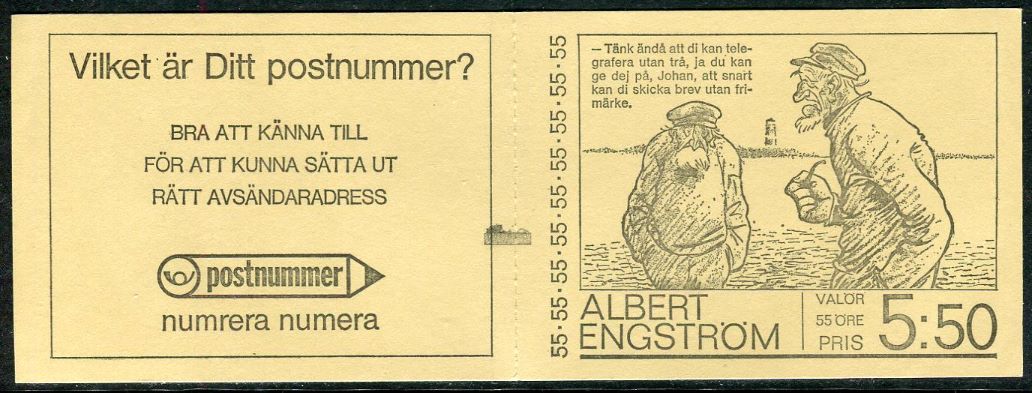 Vilket är Ditt postnummer?
BRA ATT KÄNNA TILL
FÖR ATT KUNNA SÄTTA UT
RÄTT AVSÄNDARADRESS
postnummer
numrera numera
55·55·55·55·55·55·55·55·55
– Tänk ändå att di kan tele-
grafera utan trå, ja du kan
ge dej på, Johan, att snart
kan di skicka brev utan fri-
märke.
ALBERT
ENGSTRÖM
VALÖR
55 ÖRE
PRIS
5:50